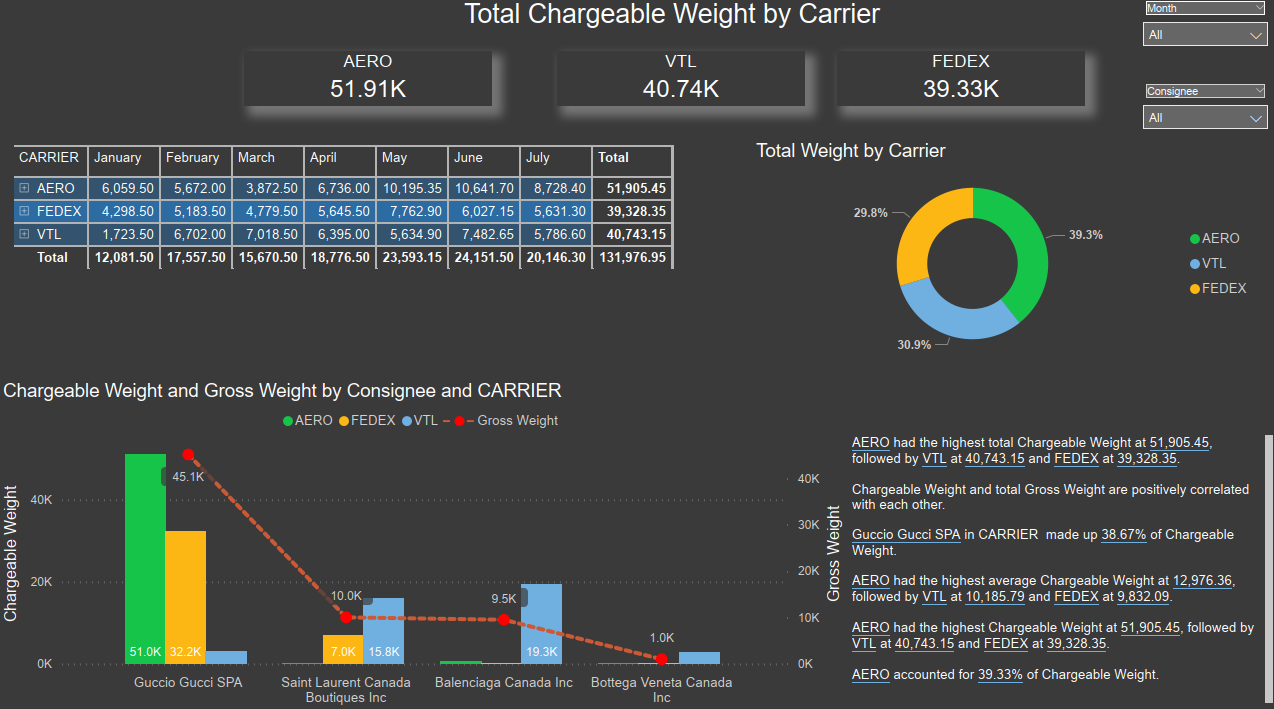 Total Chargeable Weight by Carrier
Month
All
Consignee
All
AERO
51.91K
VTL
40.74K
FEDEX
39.33K
CARRIER January February March April May June July Total
AERO 6,059.50 5,672.00 3,872.50 6,736.00 10,195.35 10,641.70 8,728.40 51,905.45
FEDEX 4,298.50 5,183.50 4,779.50 5,645.50 7,762.90 6,027.15 5,631.30 39,328.35
VTL 1,723.50 6,702.00 7,018.50 6,395.00 5,634.90 7,482.65 5,786.60 40,743.15
Total 12,081.50 17,557.50 15,670.50 18,776.50 23,593.15 24,151.50 20,146.30 131,976.95
Total Weight by Carrier
29.8%
39.3%
30.9%
AERO
VTL
FEDEX
Chargeable Weight and Gross Weight by Consignee and CARRIER
AERO FEDEX VTL Gross Weight
Chargeable Weight
40K
20K
0K
45.1K
10.0K
9.5K
1.0K
51.0K 32.2K 7.0K 15.8K 19.3K
40K
30K
20K
10K
0K
Gross Weight
Guccio Gucci SPA
Saint Laurent Canada
Boutiques Inc
Balenciaga Canada Inc
Bottega Veneta Canada
Inc
AERO had the highest total Chargeable Weight at 51,905.45,
followed by VTL at 40,743.15 and FEDEX at 39,328.35.
Chargeable Weight and total Gross Weight are positively correlated
with each other.
Guccio Gucci SPA in CARRIER made up 38.67% of Chargeable
Weight.
AERO had the highest average Chargeable Weight at 12,976.36,
followed by VTL at 10,185.79 and FEDEX at 9,832.09.
AERO had the highest Chargeable Weight at 51,905.45, followed by
VTL at 40,743.15 and FEDEX at 39,328.35.
AERO accounted for 39.33% of Chargeable Weight.